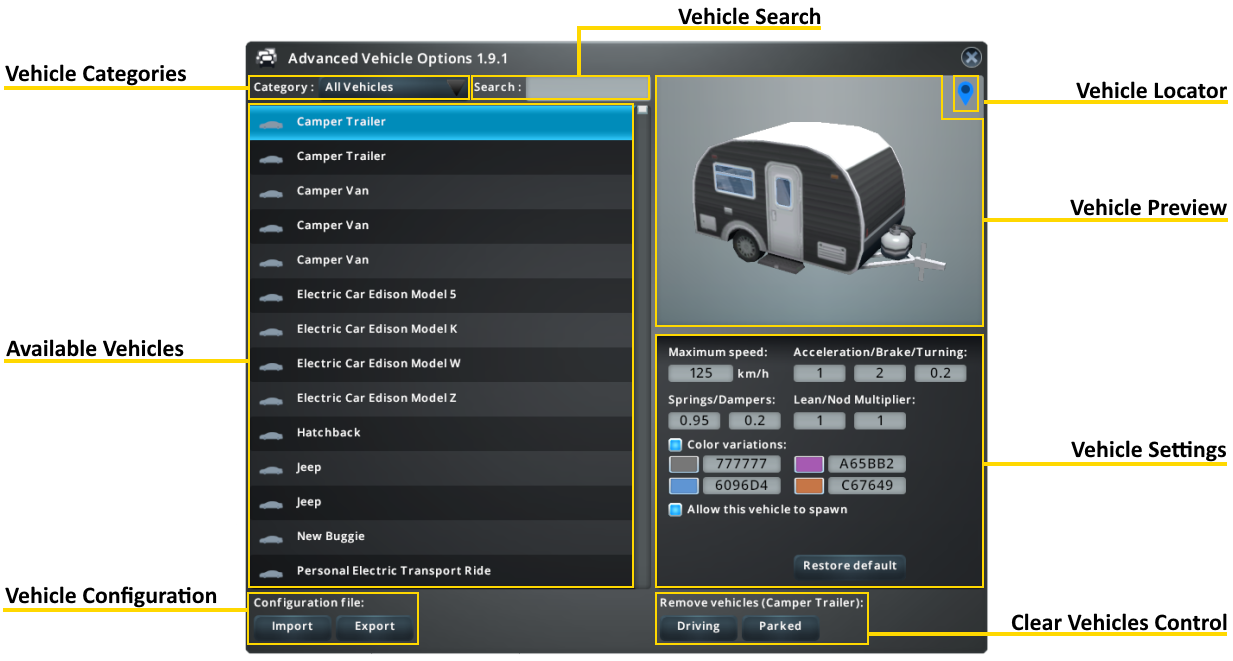 Vehicle Search
Advanced Vehicle Options 1.9.1
Vehicle Categories
Category : All Vehicles
Search :
Vehicle Locator
Camper Trailer
Camper Trailer
Camper Van
Camper Van
Camper Van
Electric Car Edison Model 5
Electric Car Edison Model K
Electric Car Edison Model W
Electric Car Edison Model Z
Hatchback
Jeep
Jeep
New Buggie
Personal Electric Transport Ride
Vehicle Preview
Available Vehicles
Maximum speed:
125 km/h
Acceleration/Brake/Turning:
1 2 0.2
Springs/Dampers:
0.95 0.2
Lean/Nod Multiplier:
1 1
Color variations:
777777 A65BB2
6096D4 C67649
Allow this vehicle to spawn
Restore default
Vehicle Settings
Vehicle Configuration
Configuration file:
Import Export
Remove vehicles (Camper Trailer):
Driving Parked
Clear Vehicles Control